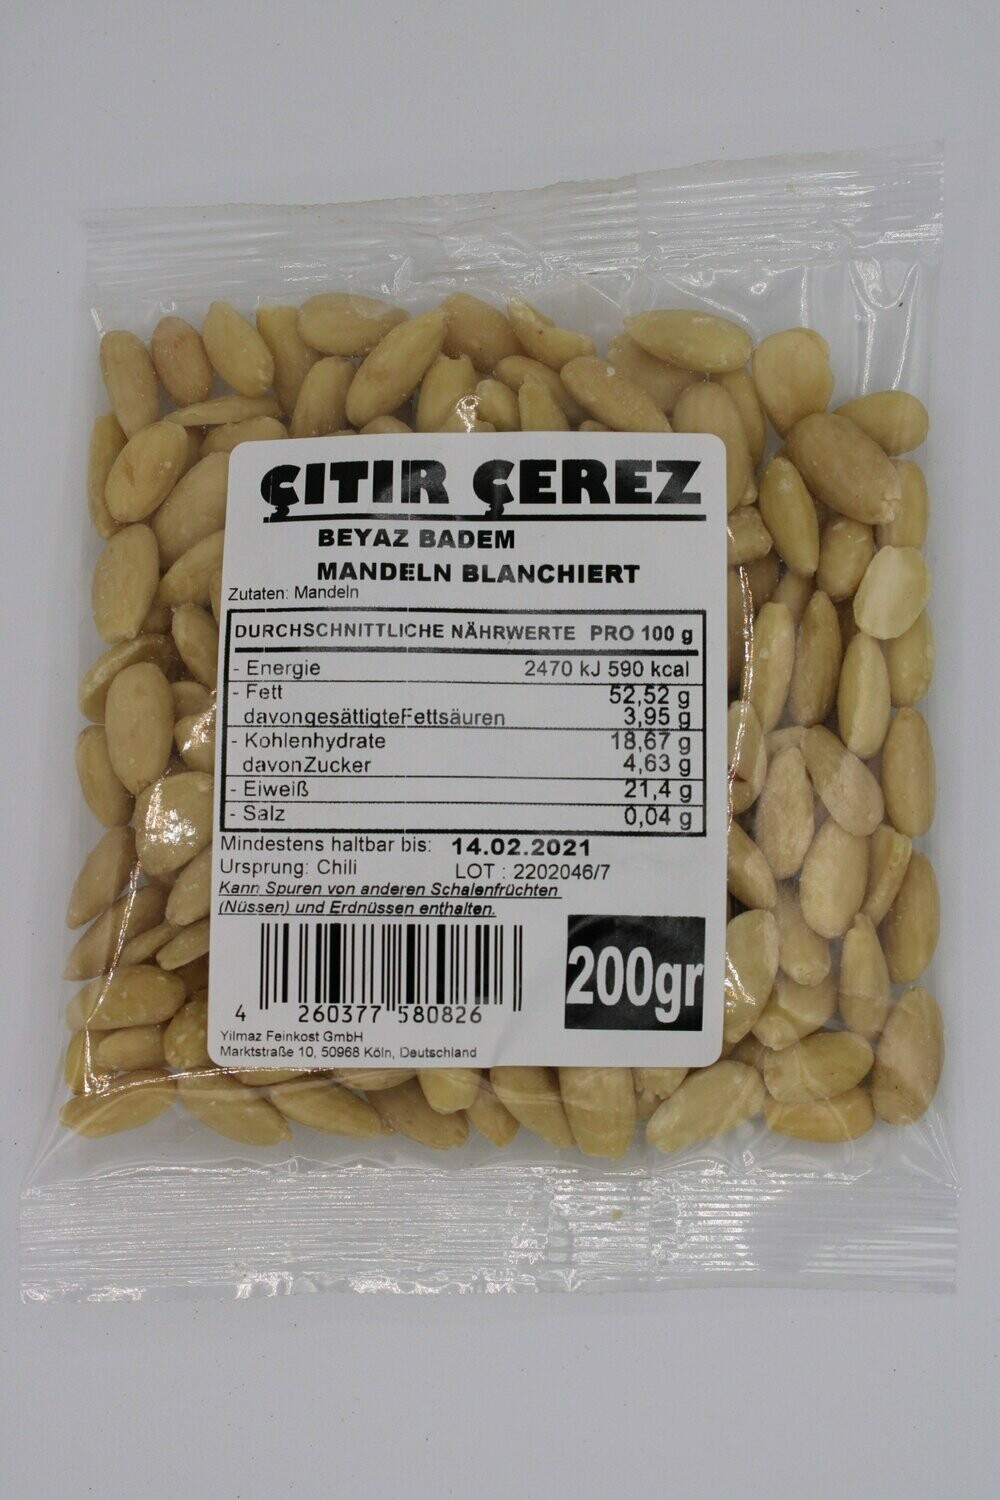 ÇITIR ÇEREZ
BEYAZ BADEM
MANDELN BLANCHIERT
Zutaten: Mandeln
DURCHSCHNITTLICHE NÄHRWERTE PRO 100 g
- Energie 2470 kJ 590 kcal
- Fett 52,52 g
davongesättigteFettsäuren 3,95 g
- Kohlenhydrate 18,67 g
davonZucker 4,63 g
- Eiweiß 21,4 g
- Salz 0,04 g
Mindestens haltbar bis: 14.02.2021
Ursprung: Chili LOT : 2202046/7
Kann Spuren von anderen Schalenfrüchten
(Nüssen) und Erdnüssen enthalten.
200gr
4 260377 580826
Yilmaz Feinkost GmbH
Marktstraße 10, 50968 Köln, Deutschland